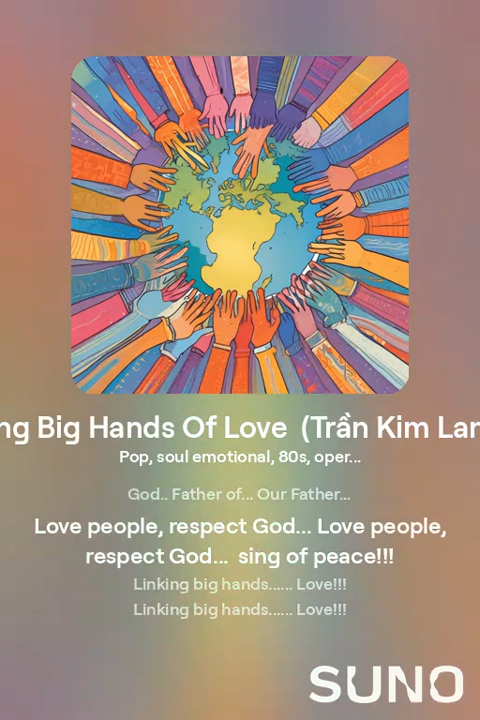 ng Big Hands Of Love (Trần Kim Lan
Pop, soul emotional, 80s, oper...
God.. Father of... Our Father...
Love people, respect God... Love people,
respect God... sing of peace!!!
Linking big hands...... Love!!!
Linking big hands...... Love!!!
SUNO